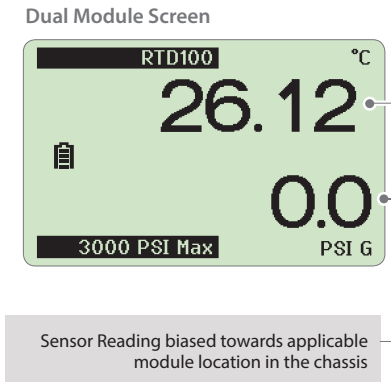 Dual Module Screen
RTD100 °C
26.12
0.0
3000 PSI Max PSI G
Sensor Reading biased towards applicable
module location in the chassis